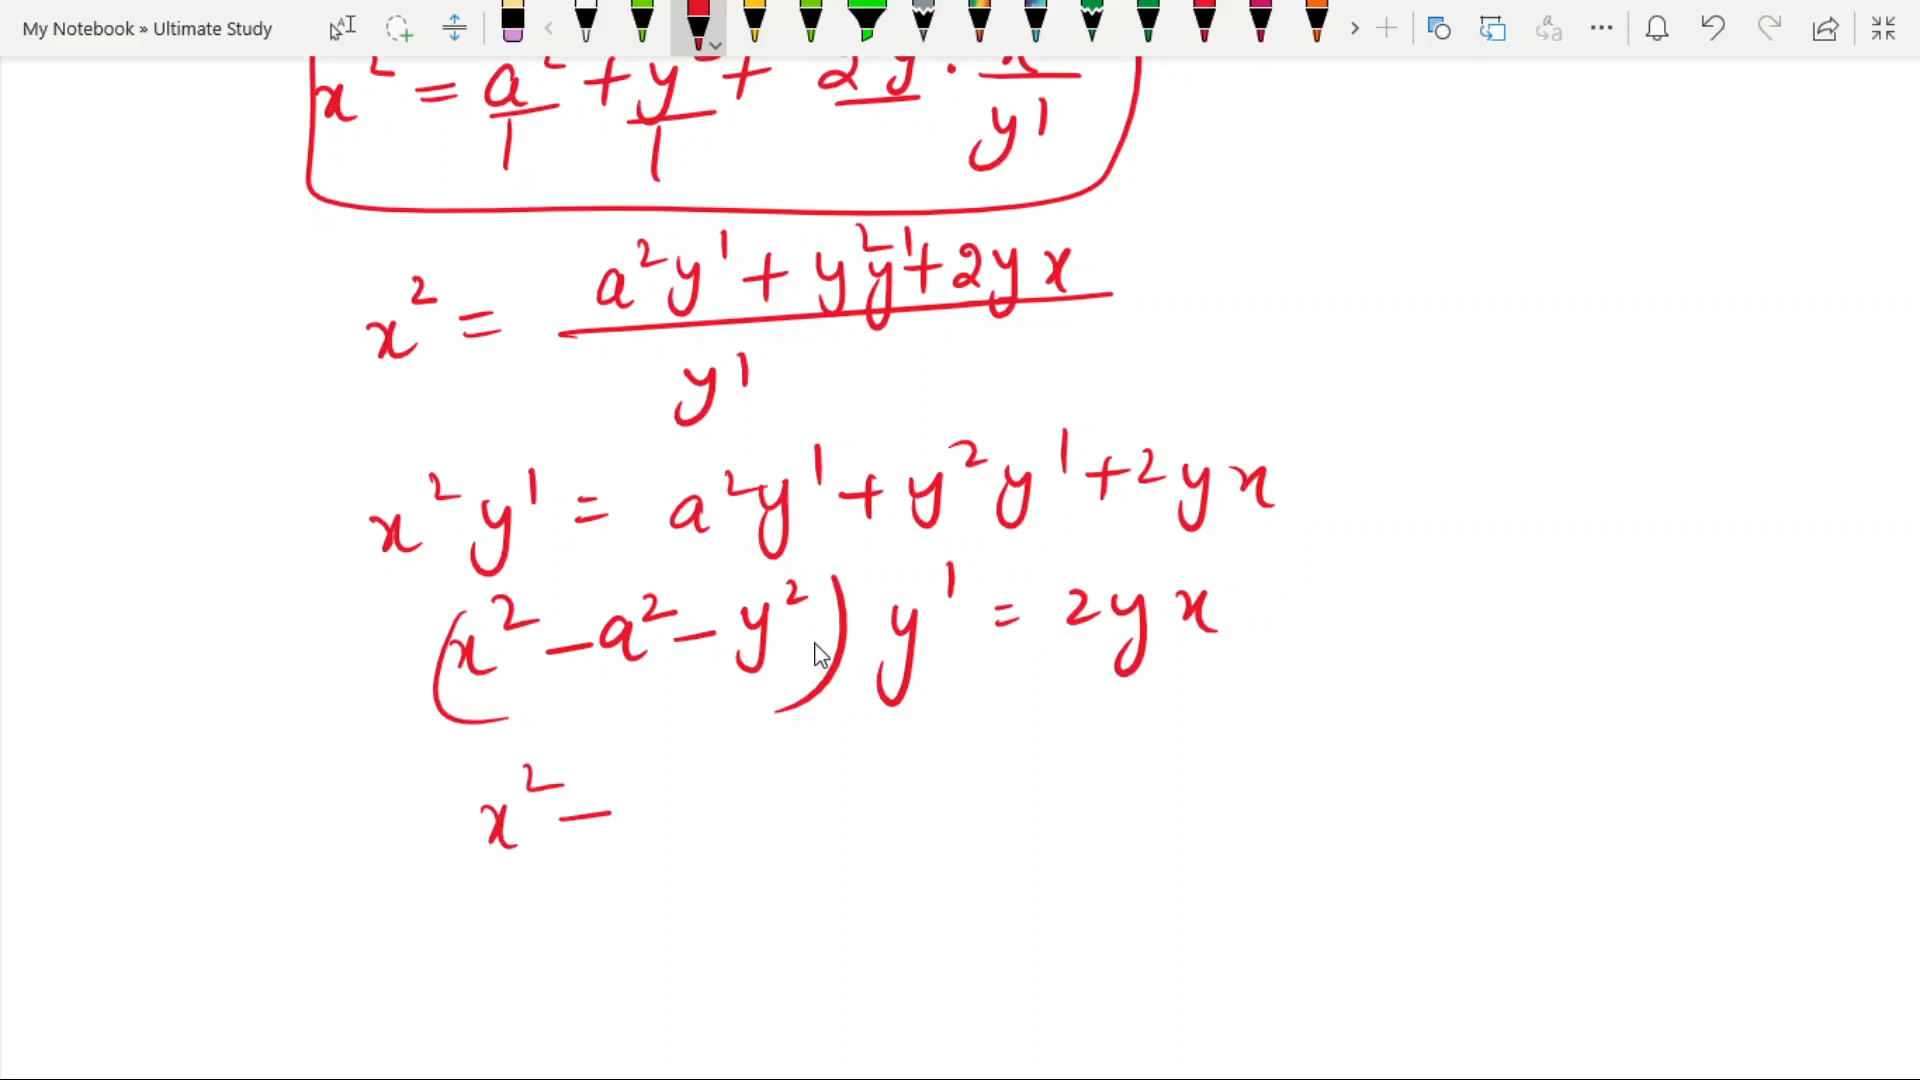 My Notebook » Ultimate Study
x² = a²/1 + y²/1 + 2y · x/y'
x² = (a²y' + y²y' + 2yx)/y'
x²y' = a²y' + y²y' + 2yx
(x² - a² - y²) y' = 2yx
x² -